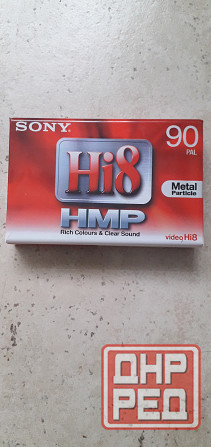 SONY
90
PAL
Hi8
Metal
Particle
HMP
Rich Colours & Clear Sound
video Hi8
ДНР
РЕД